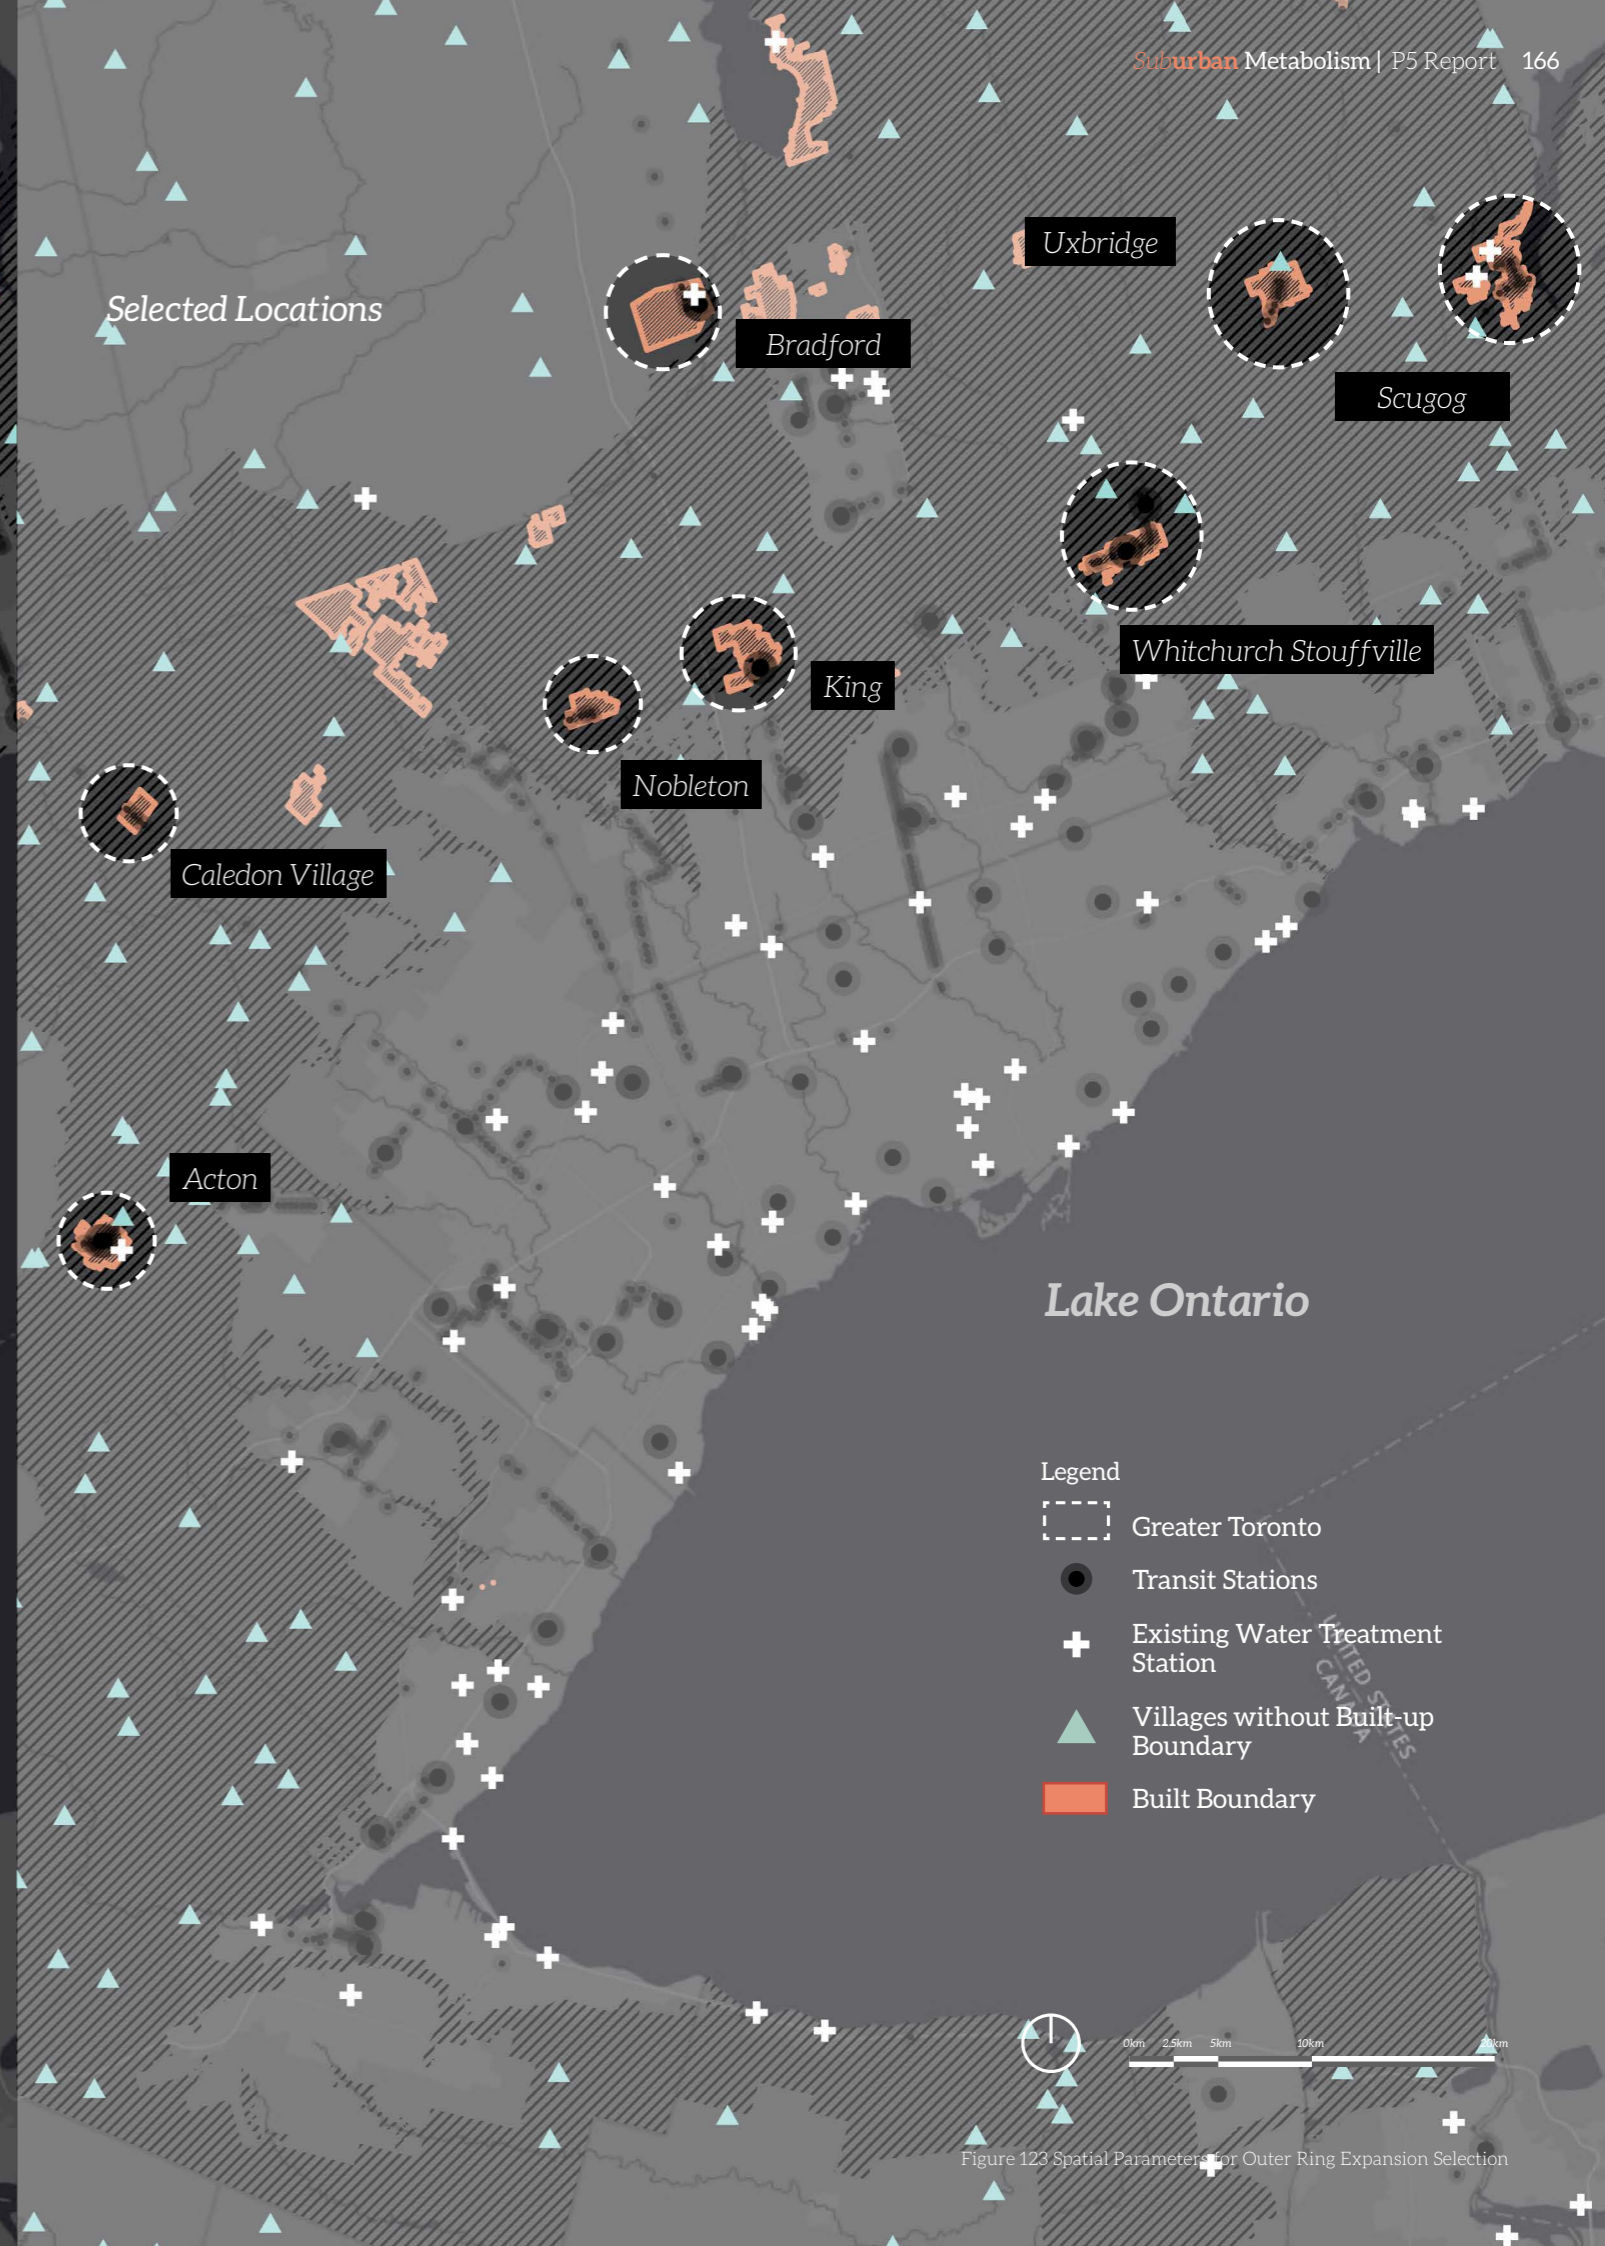 Suburban Metabolism | P5 Report 166
Uxbridge
Selected Locations
Bradford
Scugog
Whitchurch Stouffville
King
Nobleton
Caledon Village
Acton
Lake Ontario
Legend
Greater Toronto
Transit Stations
Existing Water Treatment
Station
Villages without Built-up
Boundary
Built Boundary
UNITED STATES
CANADA
0km 2.5km 5km 10km 20km
Figure 123 Spatial Parameters for Outer Ring Expansion Selection